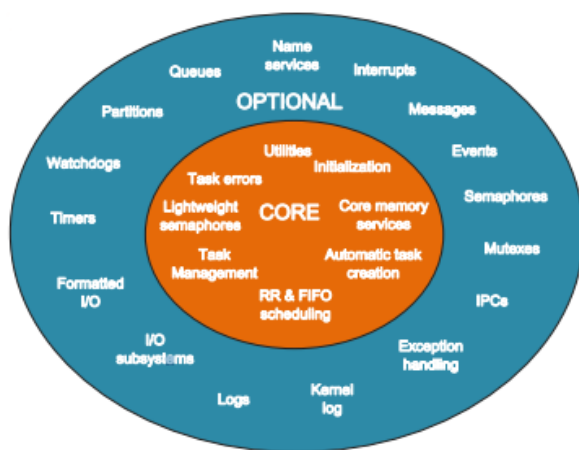 Name
services
Queues
Interrupts
OPTIONAL
Partitions
Messages
Utilities
Initialization
Events
Watchdogs
Task errors
Semaphores
Lightweight
semaphores
CORE
Core memory
services
Timers
Mutexes
Task
Management
Automatic task
creation
Formatted
I/O
RR & FIFO
scheduling
IPCs
I/O
subsystems
Exception
handling
Logs
Kernel
log